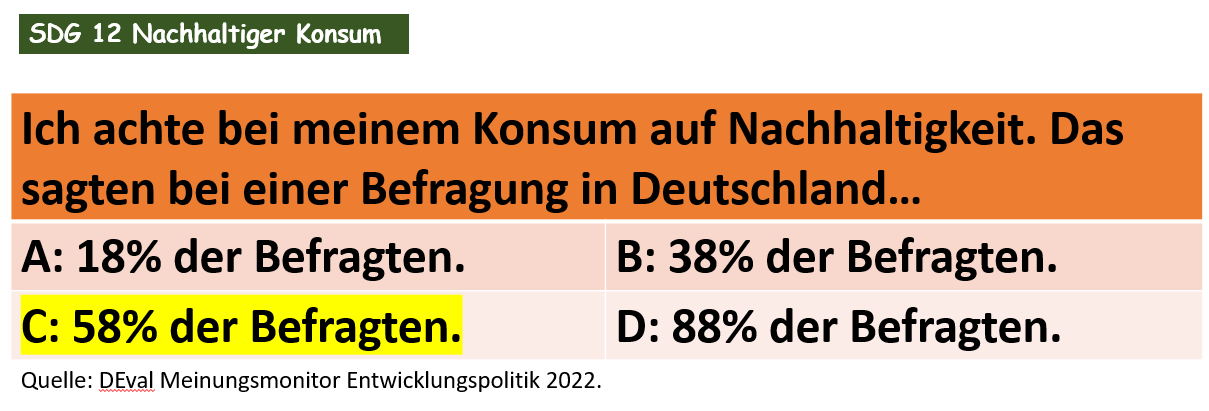 SDG 12 Nachhaltiger Konsum
Ich achte bei meinem Konsum auf Nachhaltigkeit. Das
sagten bei einer Befragung in Deutschland…
A: 18% der Befragten.
B: 38% der Befragten.
C: 58% der Befragten.
D: 88% der Befragten.
Quelle: DEval Meinungsmonitor Entwicklungspolitik 2022.